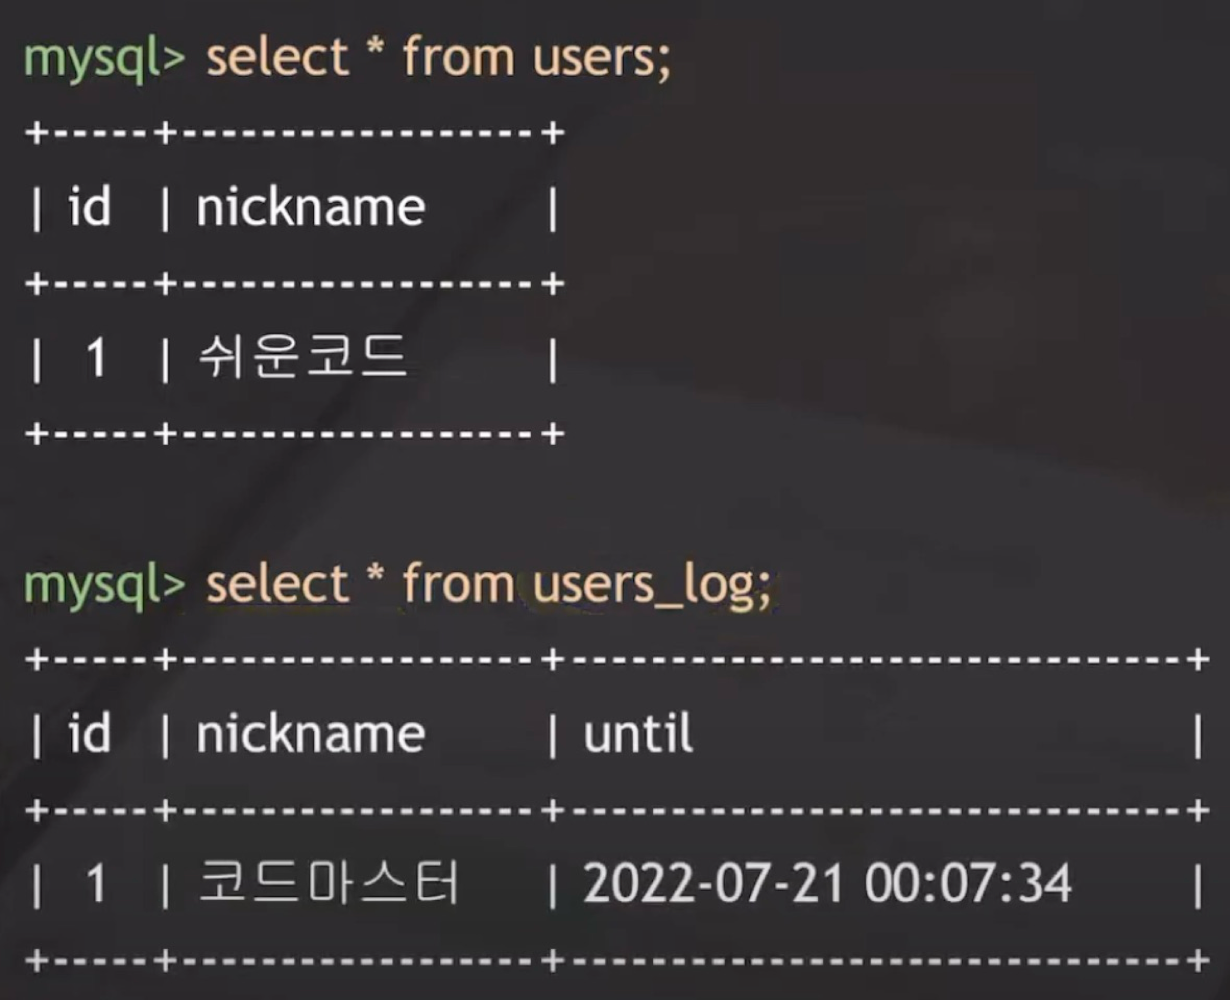 mysql> select * from users;
+-----+------------------+
| id | nickname |
+-----+------------------+
| 1 |쉬운코드 |
+-----+------------------+
mysql> select * from users_log;
+-----+------------------+-------------------------------+
| id | nickname | until |
+-----+------------------+-------------------------------+
| 1 | 코드마스터 | 2022-07-21 00:07:34 |
+-----+------------------+-------------------------------+